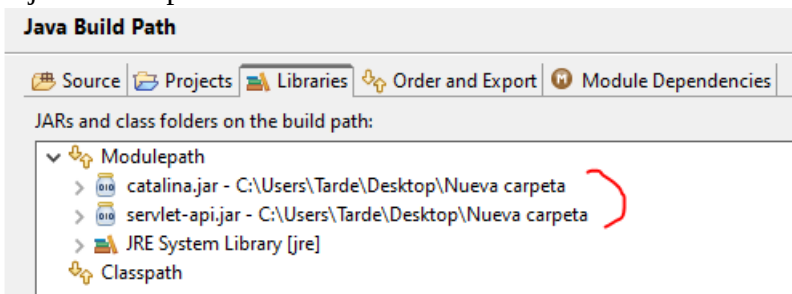 Java Build Path
Source Projects Libraries Order and Export Module Dependencies
JARs and class folders on the build path:
Modulepath
catalina.jar - C:\Users\Tarde\Desktop\Nueva carpeta
servlet-api.jar - C:\Users\Tarde\Desktop\Nueva carpeta
JRE System Library [jre]
Classpath